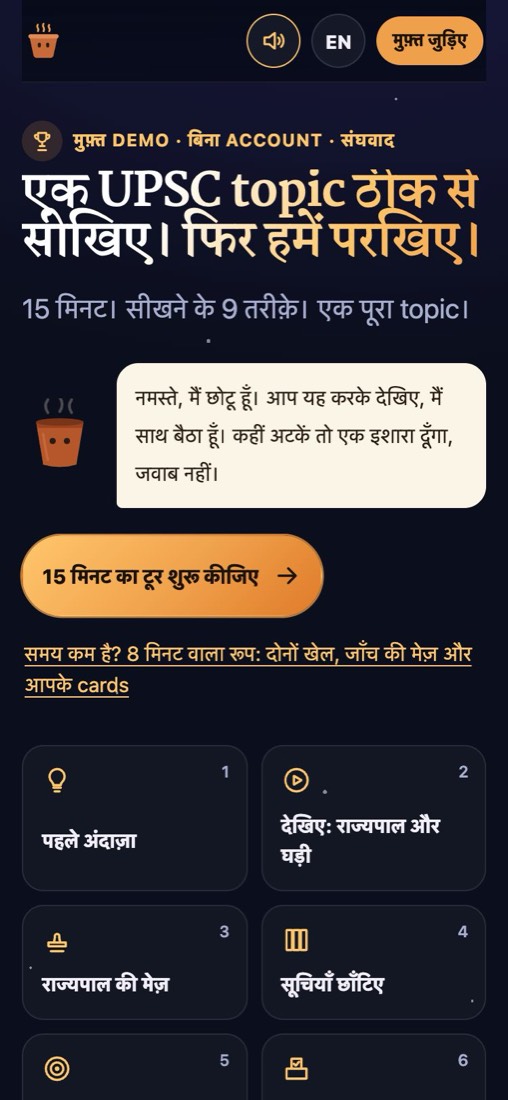 EN
मुफ़्त जुड़िए
मुफ़्त DEMO · बिना ACCOUNT · संघवाद
एक UPSC topic ठीक से
सीखिए। फिर हमें परखिए।
15 मिनट। सीखने के 9 तरीक़े। एक पूरा topic।
नमस्ते, मैं छोटू हूँ। आप यह करके देखिए, मैं
साथ बैठा हूँ। कहीं अटकें तो एक इशारा दूँगा,
जवाब नहीं।
15 मिनट का टूर शुरू कीजिए →
समय कम है? 8 मिनट वाला रूप: दोनों खेल, जाँच की मेज़ और
आपके cards
1
पहले अंदाज़ा
2
देखिए: राज्यपाल और
घड़ी
3
राज्यपाल की मेज़
4
सूचियाँ छाँटिए
5
6